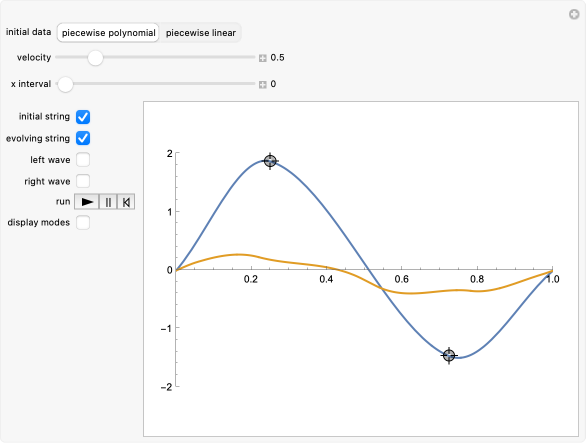 initial data piecewise polynomial piecewise linear
velocity 0.5
x interval 0
initial string
evolving string
left wave
right wave
run
display modes
2
1
0
0.2 0.4 0.6 0.8 1.0
−1
−2